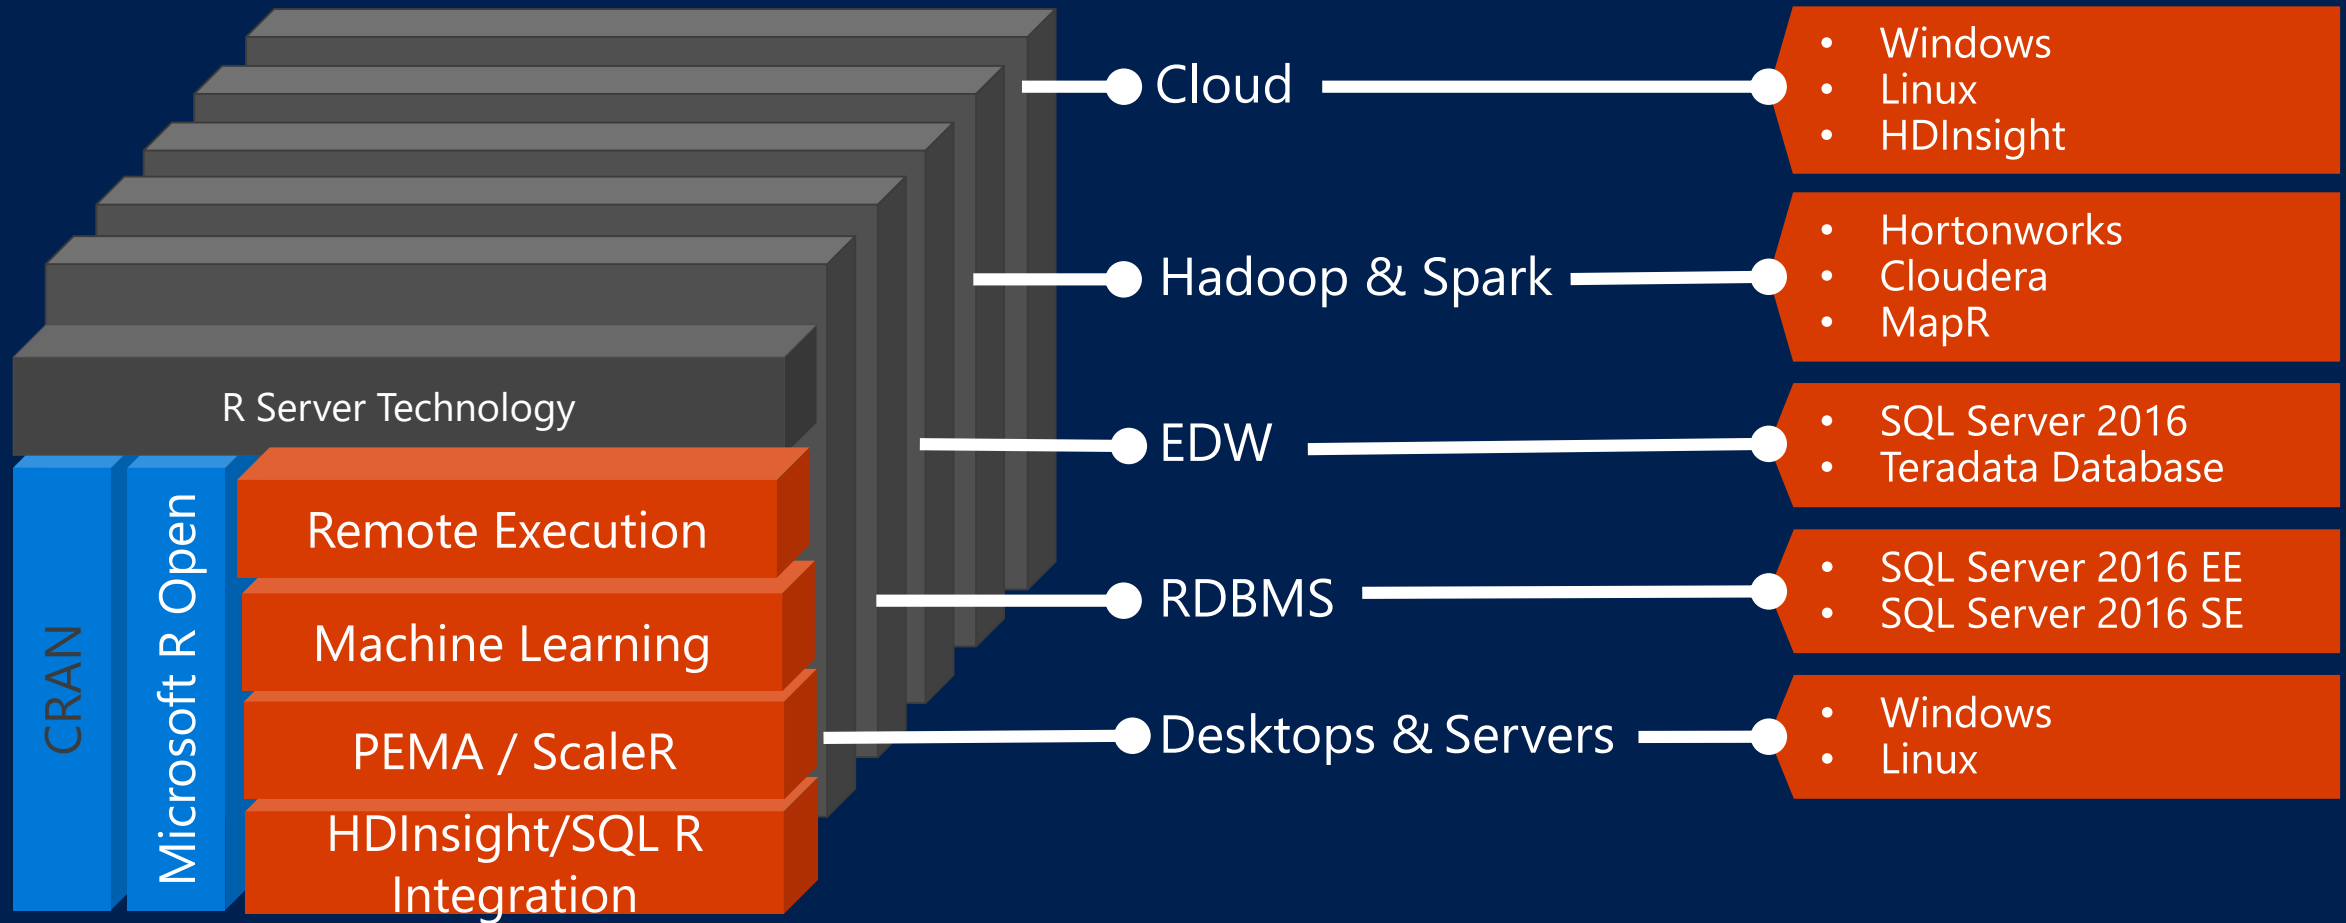 R Server Technology
CRAN
Microsoft R Open
Remote Execution
Machine Learning
PEMA / ScaleR
HDInsight/SQL R
Integration
Cloud
• Windows
• Linux
• HDInsight
Hadoop & Spark
• Hortonworks
• Cloudera
• MapR
EDW
• SQL Server 2016
• Teradata Database
RDBMS
• SQL Server 2016 EE
• SQL Server 2016 SE
Desktops & Servers
• Windows
• Linux